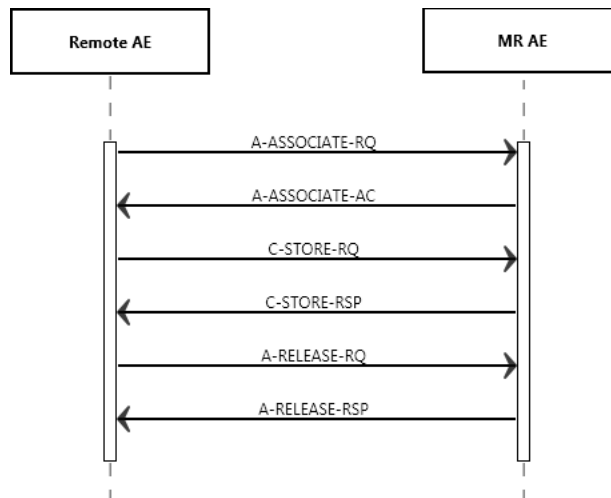 Remote AE
MR AE
A-ASSOCIATE-RQ
A-ASSOCIATE-AC
C-STORE-RQ
C-STORE-RSP
A-RELEASE-RQ
A-RELEASE-RSP